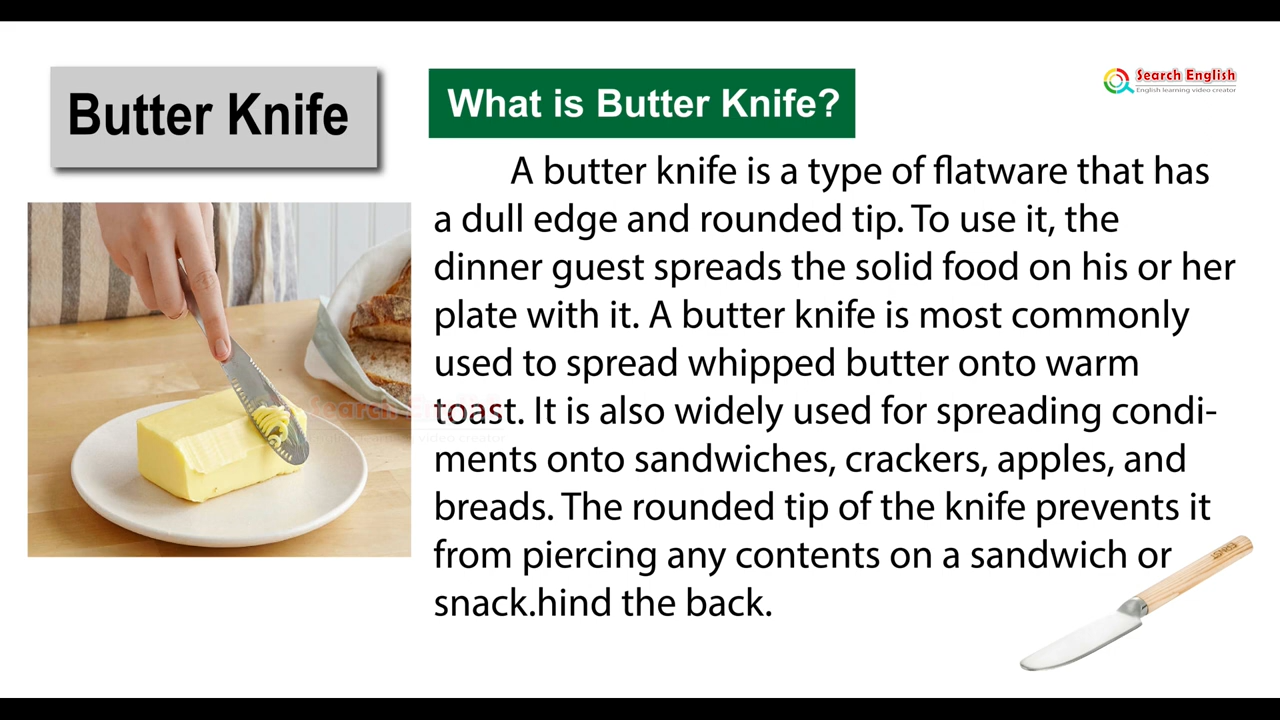 Butter Knife
What is Butter Knife?
Search English
English learning video creator
A butter knife is a type of flatware that has
a dull edge and rounded tip. To use it, the
dinner guest spreads the solid food on his or her
plate with it. A butter knife is most commonly
used to spread whipped butter onto warm
toast. It is also widely used for spreading condi-
ments onto sandwiches, crackers, apples, and
breads. The rounded tip of the knife prevents it
from piercing any contents on a sandwich or
snack.hind the back.
Search English
video creator